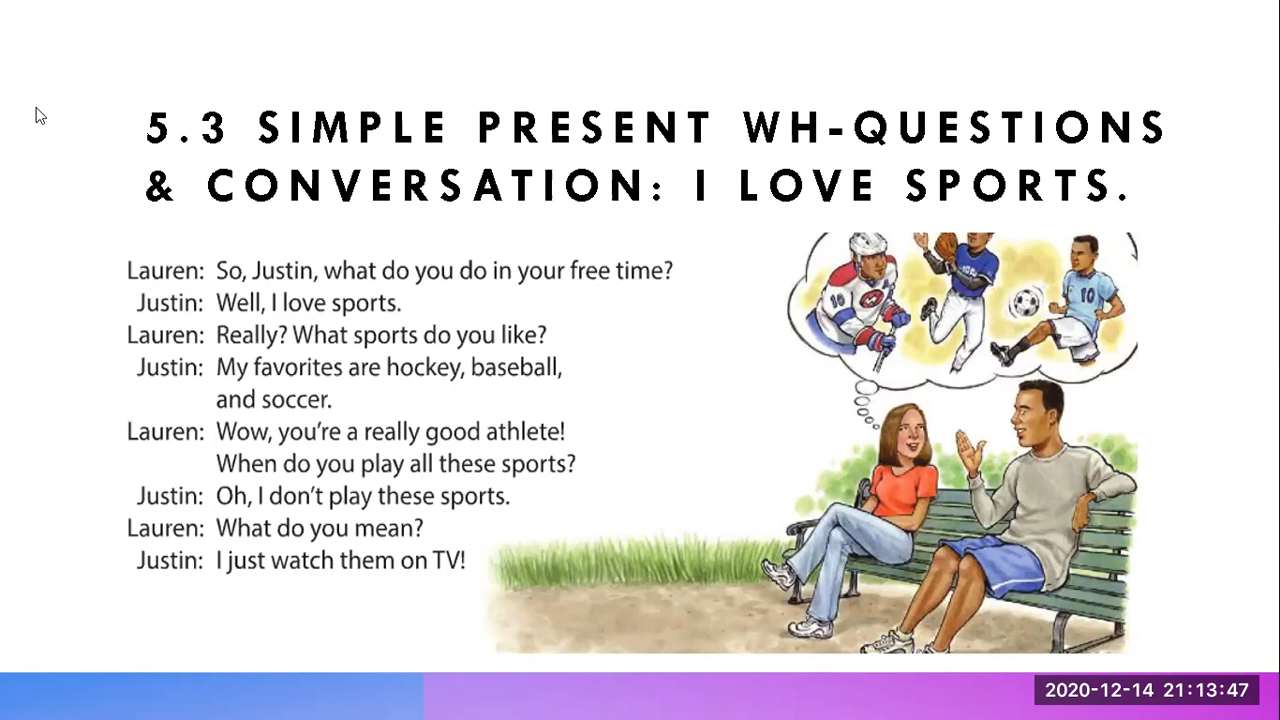 5.3 SIMPLE PRESENT WH-QUESTIONS
& CONVERSATION: I LOVE SPORTS.
Lauren: So, Justin, what do you do in your free time?
Justin: Well, I love sports.
Lauren: Really? What sports do you like?
Justin: My favorites are hockey, baseball,
and soccer.
Lauren: Wow, you're a really good athlete!
When do you play all these sports?
Justin: Oh, I don't play these sports.
Lauren: What do you mean?
Justin: I just watch them on TV!
10
10
2020-12-14 21:13:47